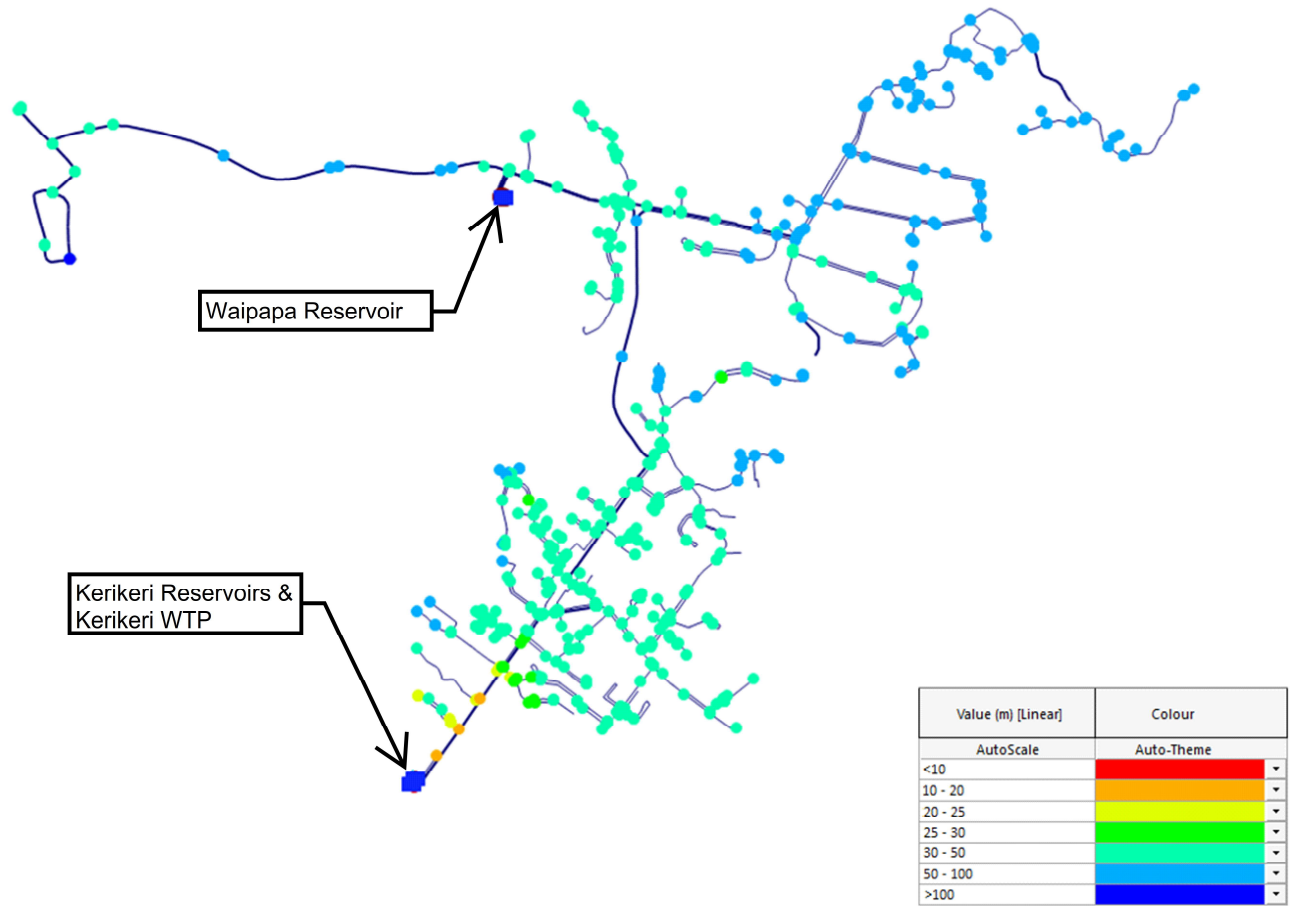 Waipapa Reservoir
Kerikeri Reservoirs &
Kerikeri WTP
Value (m) [Linear] Colour
AutoScale Auto-Theme
<10
10 - 20
20 - 25
25 - 30
30 - 50
50 - 100
>100